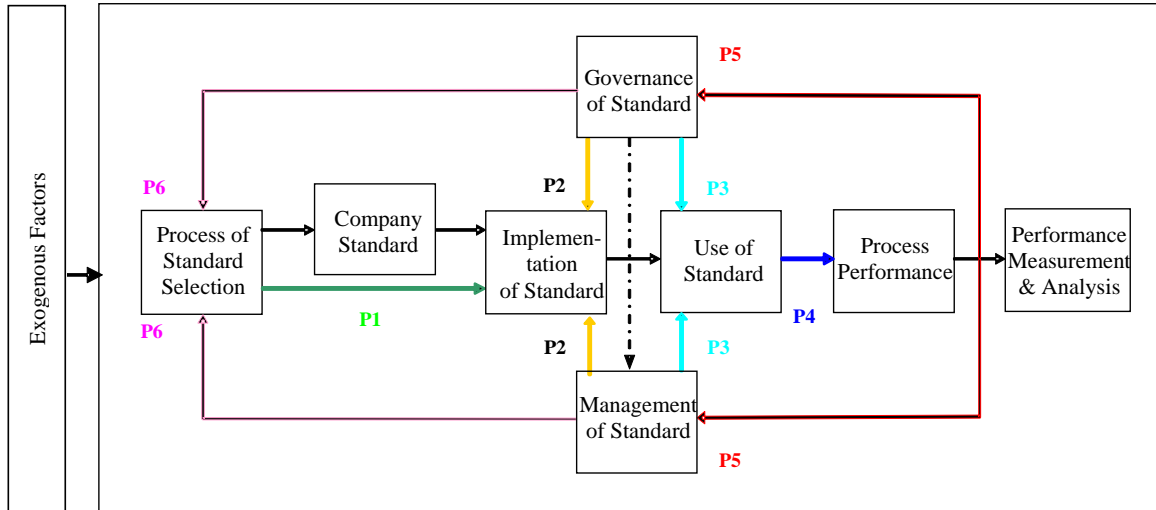 Exogenous Factors
P5
Governance
of Standard
P6
P2
P3
Process of
Standard
Selection
Company
Standard
Implemen-
tation
of Standard
Use of
Standard
Process
Performance
Performance
Measurement
& Analysis
P6
P1
P2
P3
P4
Management
of Standard
P5